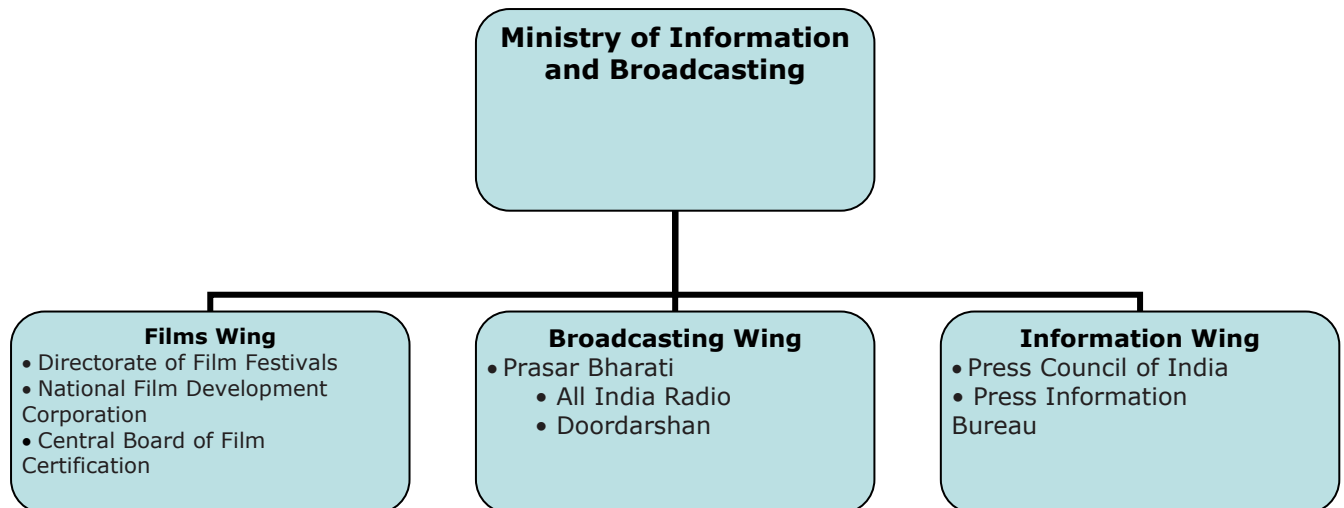 Ministry of Information
and Broadcasting
Films Wing
• Directorate of Film Festivals
• National Film Development
Corporation
• Central Board of Film
Certification
Broadcasting Wing
• Prasar Bharati
• All India Radio
• Doordarshan
Information Wing
• Press Council of India
• Press Information
Bureau